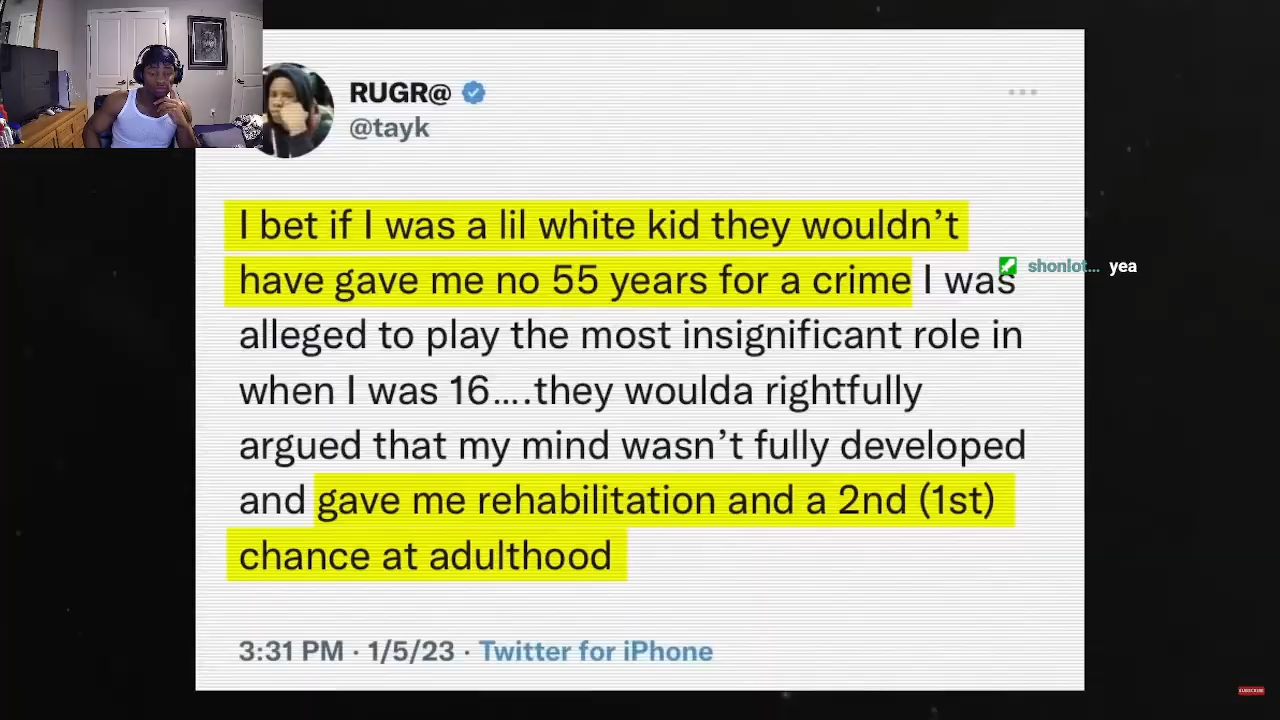 RUGR@
@tayk
I bet if I was a lil white kid they wouldn't
have gave me no 55 years for a crime I was
shonlot... yea
alleged to play the most insignificant role in
when I was 16....they woulda rightfully
argued that my mind wasn't fully developed
and gave me rehabilitation and a 2nd (1st)
chance at adulthood
3:31 PM · 1/5/23 · Twitter for iPhone
SUBSCRIBE